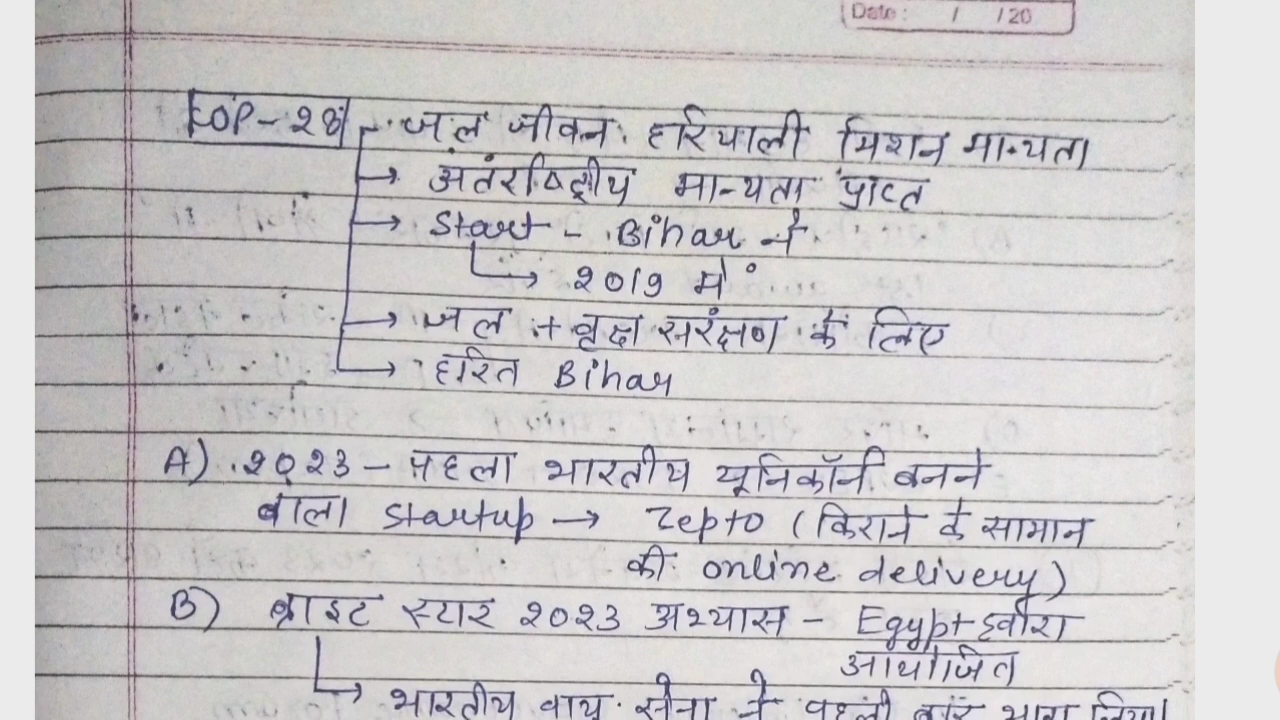 Date: / /20
COP-28 जल जीवन हरियाली मिशन मान्यता
→ अंतर्राष्ट्रीय मान्यता प्राप्त
→ Start - Bihar ने
→ 2019 में
→ जल + वृक्ष सरंक्षण के लिए
→ हरित Bihar
A) 2023 - पहला भारतीय यूनिकॉर्न बनने
वाला startup → Zepto (किराने के सामान
की online delivery)
B) ब्राइट स्टार 2023 अभ्यास - Egypt द्वारा
आयोजित
→ भारतीय वायु सेना ने पहली बार भाग लिया।